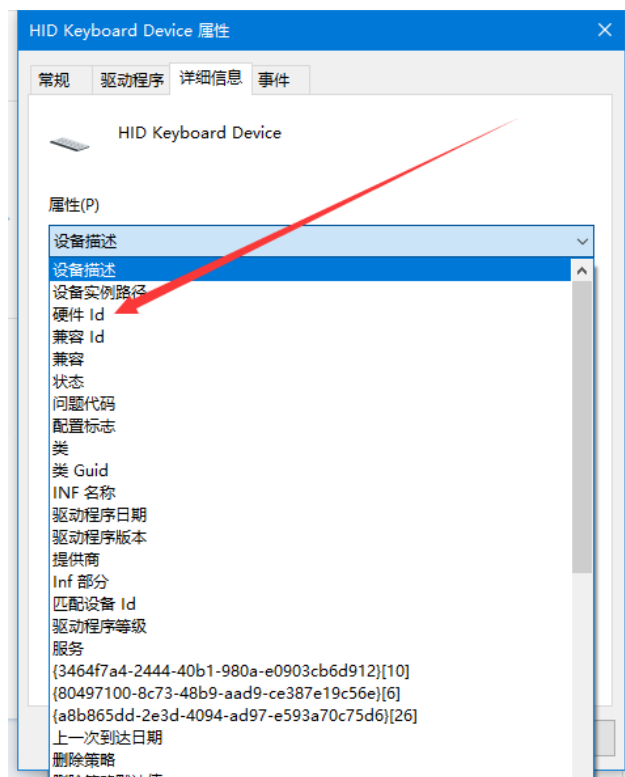 HID Keyboard Device 属性
常规 驱动程序 详细信息 事件
HID Keyboard Device
属性(P)
设备描述
设备描述
设备实例路径
硬件 Id
兼容 Id
兼容
状态
问题代码
配置标志
类
类 Guid
INF 名称
驱动程序日期
驱动程序版本
提供商
Inf 部分
匹配设备 Id
驱动程序等级
服务
{3464f7a4-2444-40b1-980a-e0903cb6d912}[10]
{80497100-8c73-48b9-aad9-ce387e19c56e}[6]
{a8b865dd-2e3d-4094-ad97-e593a70c75d6}[26]
上一次到达日期
删除策略